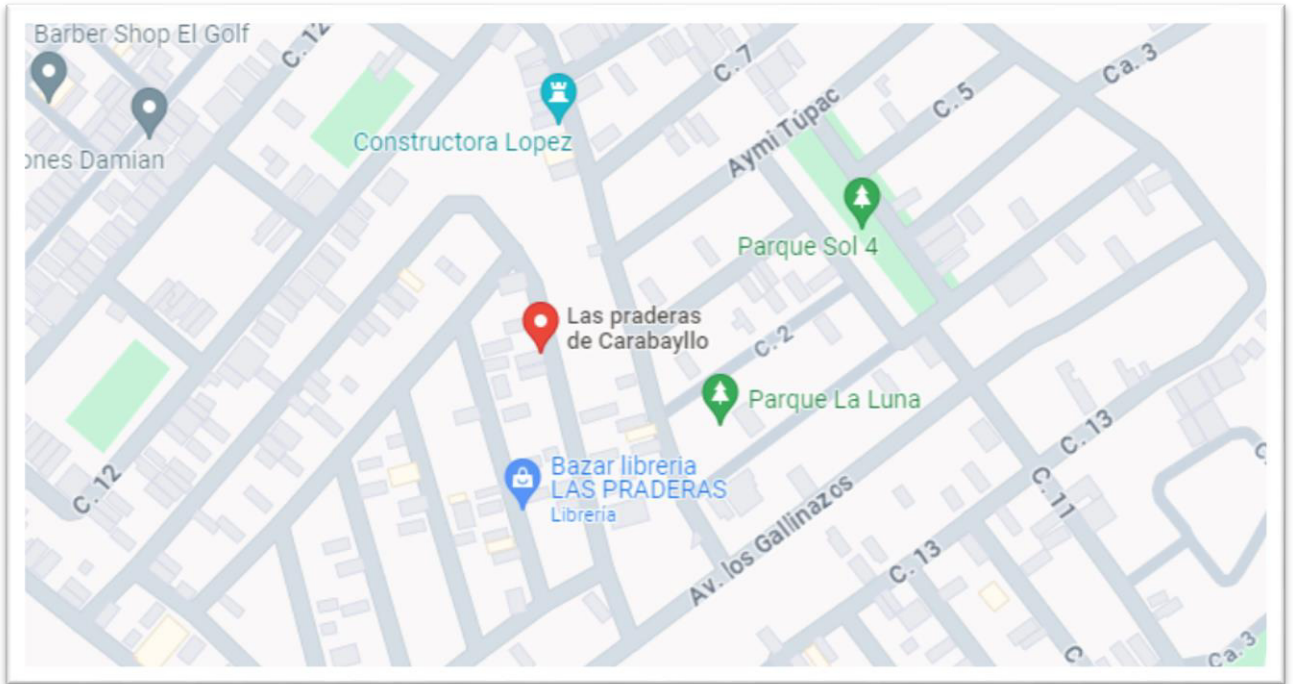 Barber Shop El Golf
C. 12
C. 7
Ca. 3
C. 5
Constructora Lopez
Aymi Túpac
ones Damian
Parque Sol 4
Las praderas
de Carabayllo
C. 2
Parque La Luna
C. 13
Bazar libreria
LAS PRADERAS
Librería
C. 12
Av. los Gallinazos
C. 11
C. 13
Ca. 3